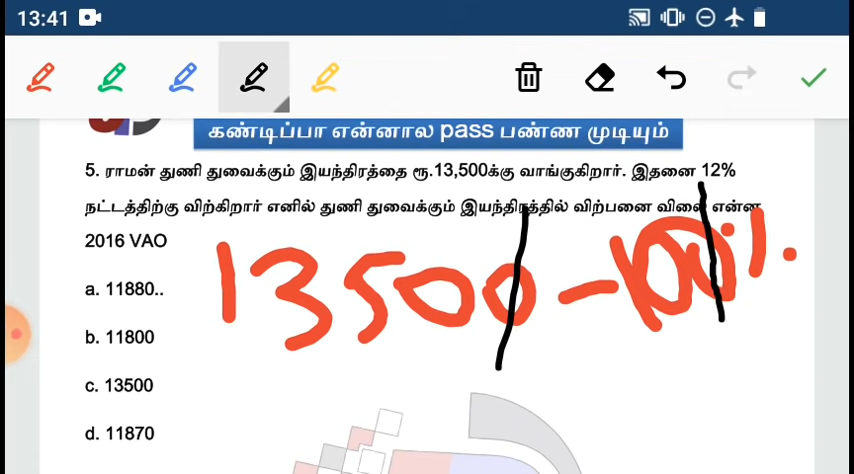 13:41
கண்டிப்பா என்னால pass பண்ண முடியும்
5. ராமன் துணி துவைக்கும் இயந்திரத்தை ரூ.13,500க்கு வாங்குகிறார். இதனை 12%
நட்டத்திற்கு விற்கிறார் எனில் துணி துவைக்கும் இயந்திரத்தில் விற்பனை விலை என்ன
2016 VAO
13500 - 100%.
a. 11880..
b. 11800
c. 13500
d. 11870